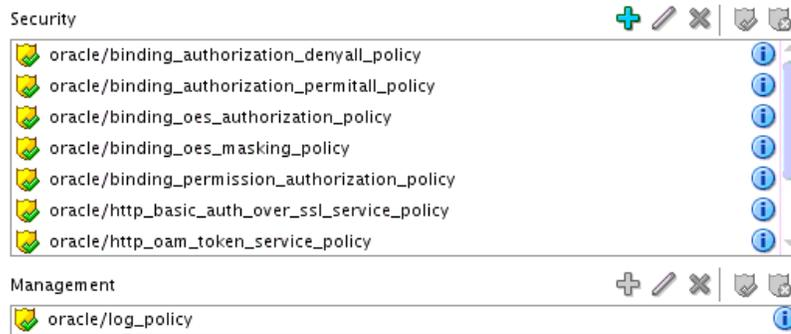 Security
oracle/binding_authorization_denyall_policy
oracle/binding_authorization_permitall_policy
oracle/binding_oes_authorization_policy
oracle/binding_oes_masking_policy
oracle/binding_permission_authorization_policy
oracle/http_basic_auth_over_ssl_service_policy
oracle/http_oam_token_service_policy
Management
oracle/log_policy